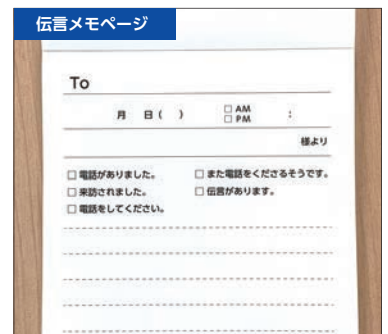 伝言メモページ
To
月 日 ( ) □ AM □ PM :
様より
□ 電話がありました。 □ また電話をくださるそうです。
□ 来訪されました。 □ 伝言があります。
□ 電話をしてください。